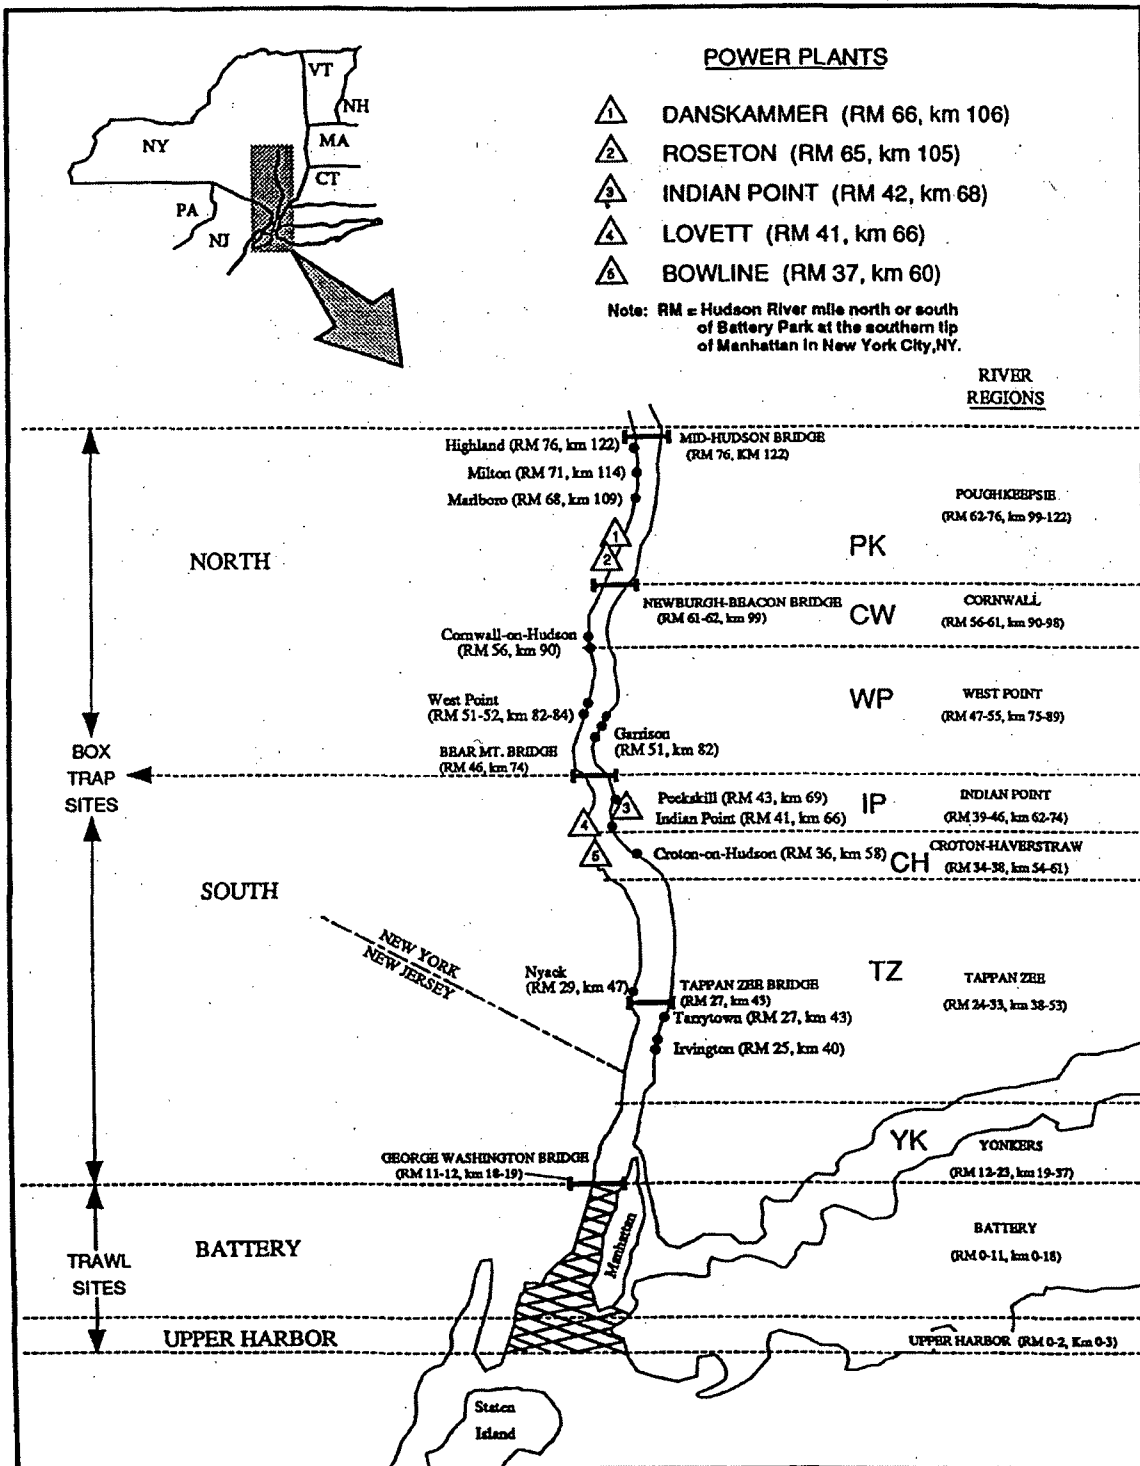 VT
NH
NY
MA
CT
PA
NJ
POWER PLANTS
1 DANSKAMMER (RM 66, km 106)
2 ROSETON (RM 65, km 105)
3 INDIAN POINT (RM 42, km 68)
4 LOVETT (RM 41, km 66)
5 BOWLINE (RM 37, km 60)
Note: RM = Hudson River mile north or south
of Battery Park at the southern tip
of Manhattan in New York City,NY.
RIVER
REGIONS
Highland (RM 76, km 122)
MID-HUDSON BRIDGE
(RM 76, KM 122)
Milton (RM 71, km 114)
Marlboro (RM 68, km 109)
POUGHKEEPSIE
(RM 62-76, km 99-122)
1
2
PK
NORTH
NEWBURGH-BEACON BRIDGE
(RM 61-62, km 99)
CW
CORNWALL
(RM 56-61, km 90-98)
Cornwall-on-Hudson
(RM 56, km 90)
West Point
(RM 51-52, km 82-84)
WP
WEST POINT
(RM 47-55, km 75-89)
Garrison
(RM 51, km 82)
BEAR MT. BRIDGE
(RM 46, km 74)
BOX
TRAP
SITES
3
Peekskill (RM 43, km 69)
Indian Point (RM 41, km 66)
IP
INDIAN POINT
(RM 39-46, km 62-74)
4
5
Croton-on-Hudson (RM 36, km 58)
CH
CROTON-HAVERSTRAW
(RM 34-38, km 54-61)
SOUTH
NEW YORK
NEW JERSEY
Nyack
(RM 29, km 47)
TAPPAN ZEE BRIDGE
(RM 27, km 43)
Tarrytown (RM 27, km 43)
Irvington (RM 25, km 40)
TZ
TAPPAN ZEE
(RM 24-33, km 38-53)
YK
YONKERS
(RM 12-23, km 19-37)
GEORGE WASHINGTON BRIDGE
(RM 11-12, km 18-19)
Manhattan
BATTERY
BATTERY
(RM 0-11, km 0-18)
TRAWL
SITES
UPPER HARBOR
UPPER HARBOR (RM 0-2, Km 0-3)
Staten
Island